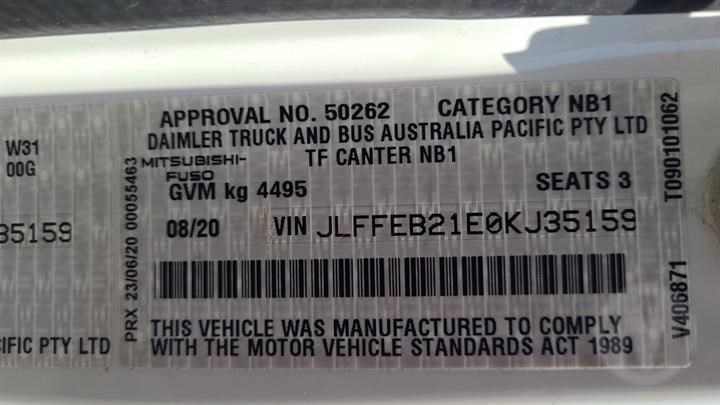 W31
00G
35159
IFIC PTY LTD
PRX 23/06/20 00055463
APPROVAL NO. 50262 CATEGORY NB1
DAIMLER TRUCK AND BUS AUSTRALIA PACIFIC PTY LTD
MITSUBISHI-
FUSO
TF CANTER NB1
GVM kg 4495 SEATS 3
08/20 VIN JLFFEB21E0KJ35159
THIS VEHICLE WAS MANUFACTURED TO COMPLY
WITH THE MOTOR VEHICLE STANDARDS ACT 1989
T090101062
V406871